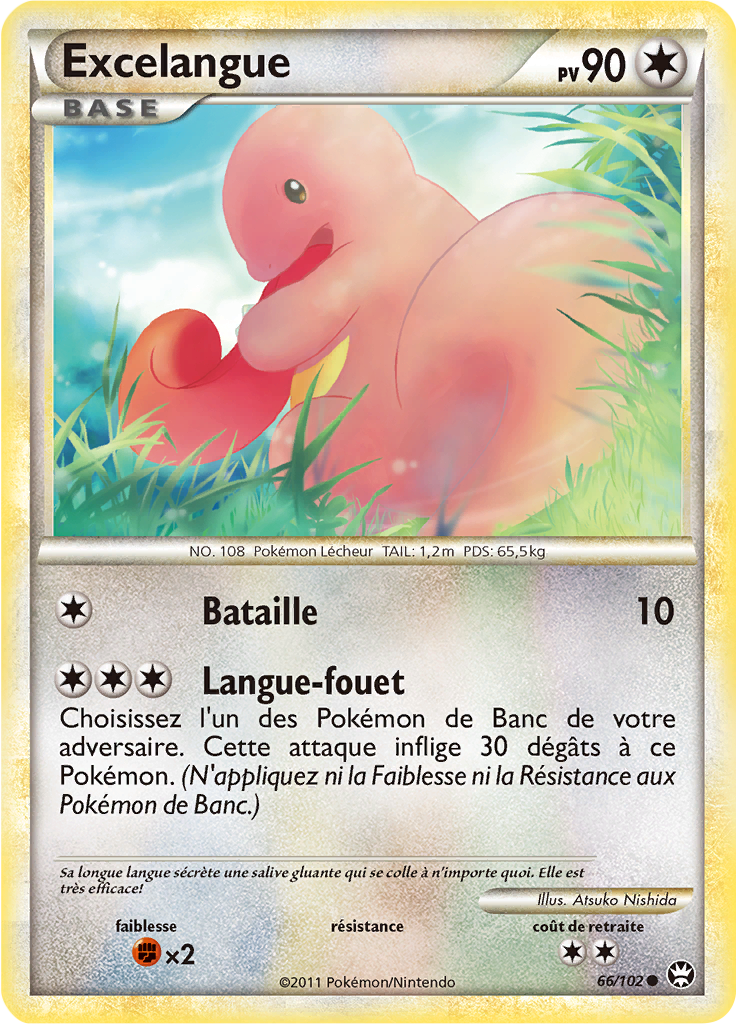 Excelangue
PV 90
BASE
NO. 108 Pokémon Lécheur TAIL: 1,2m PDS: 65,5kg
Bataille 10
Langue-fouet
Choisissez l'un des Pokémon de Banc de votre
adversaire. Cette attaque inflige 30 dégâts à ce
Pokémon. (N'appliquez ni la Faiblesse ni la Résistance aux
Pokémon de Banc.)
Sa longue langue sécrète une salive gluante qui se colle à n'importe quoi. Elle est
très efficace!
Illus. Atsuko Nishida
faiblesse résistance coût de retraite
×2
©2011 Pokémon/Nintendo
66/102